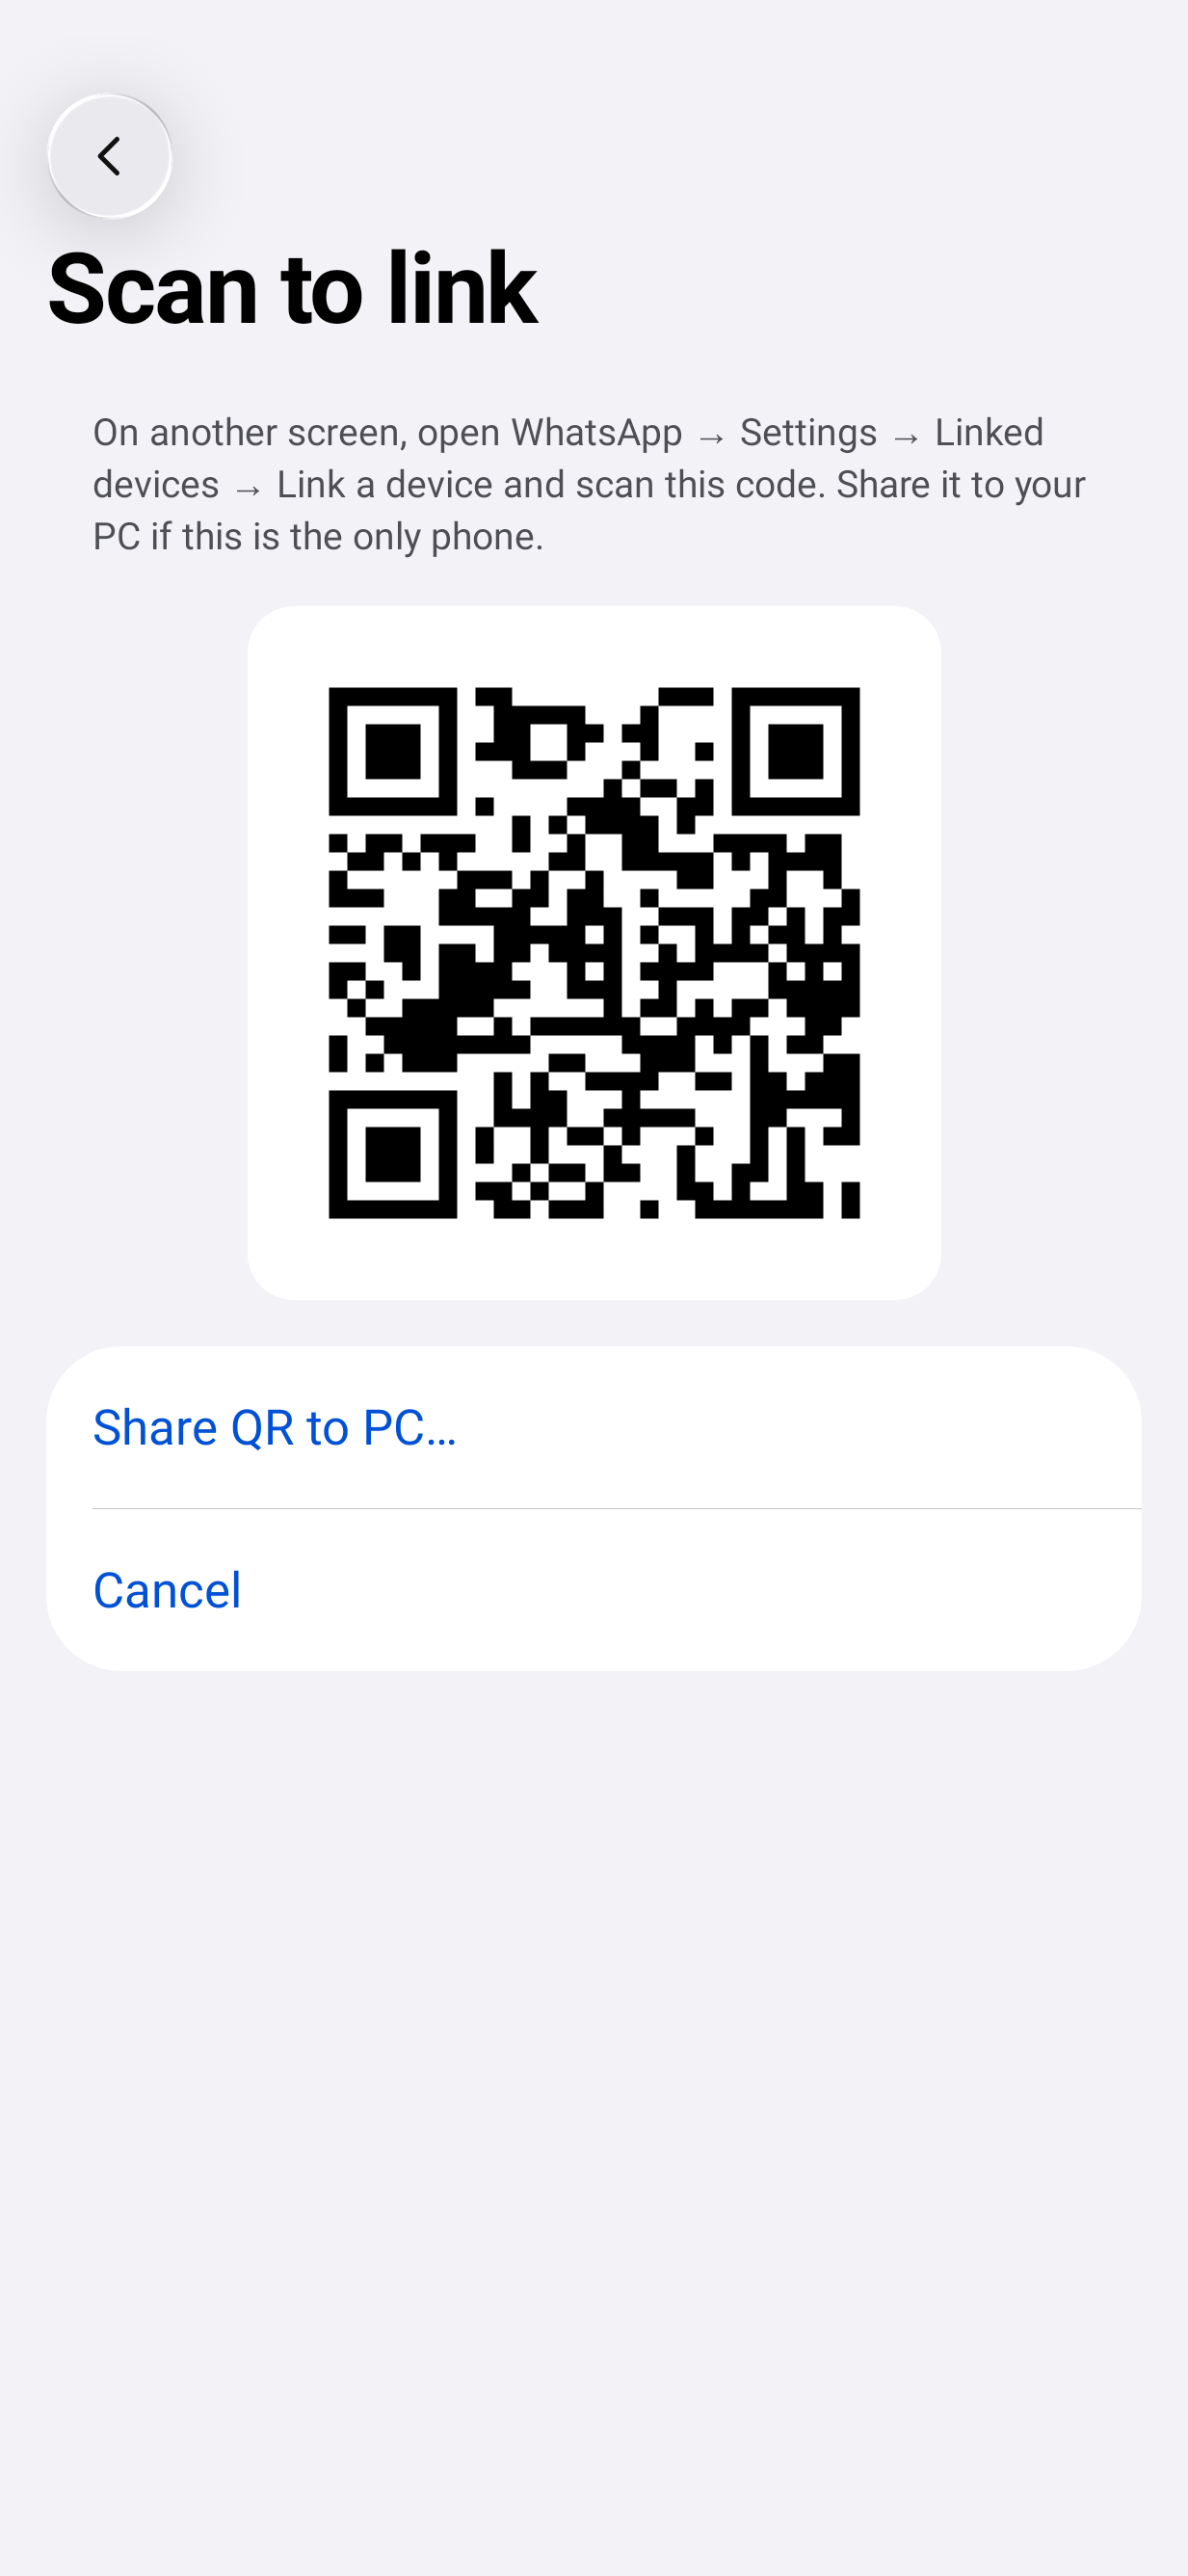 Scan to link
On another screen, open WhatsApp → Settings → Linked
devices → Link a device and scan this code. Share it to your
PC if this is the only phone.
Share QR to PC...
Cancel